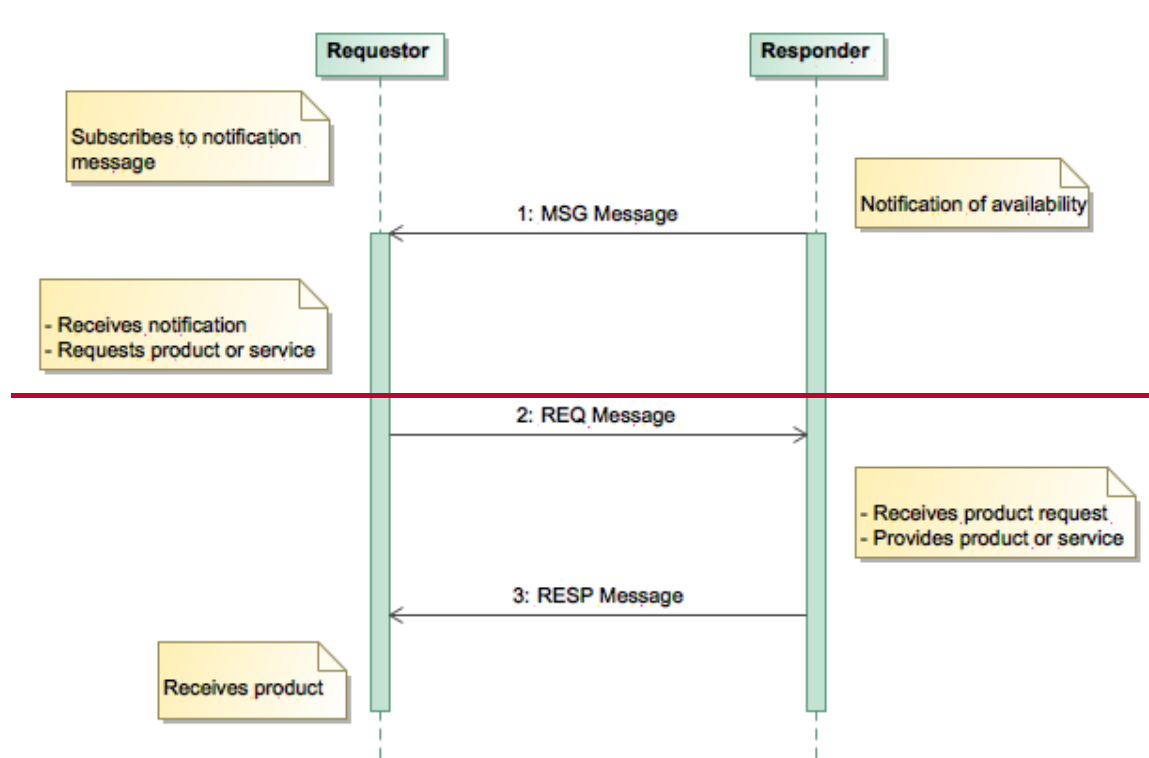 Requestor
Responder
Subscribes to notification
message
Notification of availability
1: MSG Message
- Receives notification
- Requests product or service
2: REQ Message
- Receives product request
- Provides product or service
3: RESP Message
Receives product